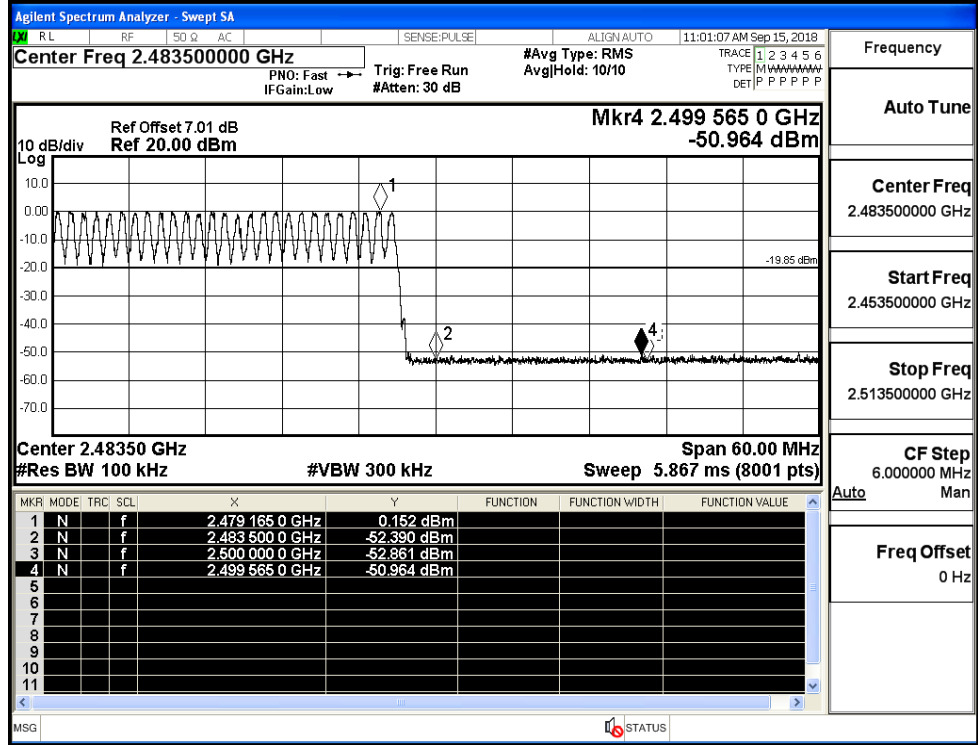 Agilent Spectrum Analyzer - Swept SA
LXI RL RF 50 Ω AC SENSE:PULSE ALIGN AUTO 11:01:07 AM Sep 15, 2018
Center Freq 2.483500000 GHz
PNO: Fast
IFGain:Low
Trig: Free Run
#Atten: 30 dB
#Avg Type: RMS
Avg|Hold: 10/10
TRACE 1 2 3 4 5 6
TYPE M WWWWW
DET P P P P P P
Ref Offset 7.01 dB
10 dB/div Ref 20.00 dBm
Log
Mkr4 2.499 565 0 GHz
-50.964 dBm
10.0
0.00
-10.0
-20.0
-30.0
-40.0
-50.0
-60.0
-70.0
1
2
4
-19.85 dBm
Center 2.48350 GHz Span 60.00 MHz
#Res BW 100 kHz #VBW 300 kHz Sweep 5.867 ms (8001 pts)
MKR MODE TRC SCL X Y FUNCTION FUNCTION WIDTH FUNCTION VALUE
1 N f 2.479 165 0 GHz 0.152 dBm
2 N f 2.483 500 0 GHz -52.390 dBm
3 N f 2.500 000 0 GHz -52.861 dBm
4 N f 2.499 565 0 GHz -50.964 dBm
5
6
7
8
9
10
11
MSG STATUS
Frequency
Auto Tune
Center Freq
2.483500000 GHz
Start Freq
2.453500000 GHz
Stop Freq
2.513500000 GHz
CF Step
6.000000 MHz
Auto Man
Freq Offset
0 Hz